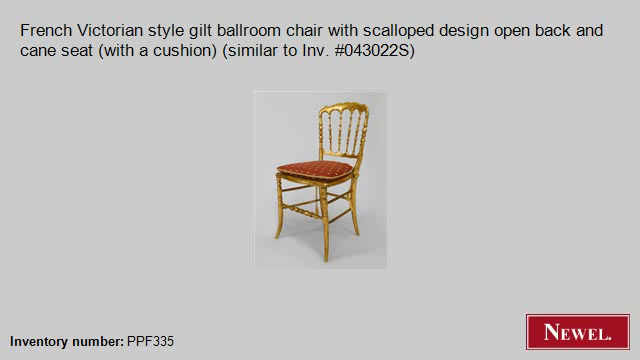 French Victorian style gilt ballroom chair with scalloped design open back and
cane seat (with a cushion) (similar to Inv. #043022S)
Inventory number: PPF335
NEWEL.